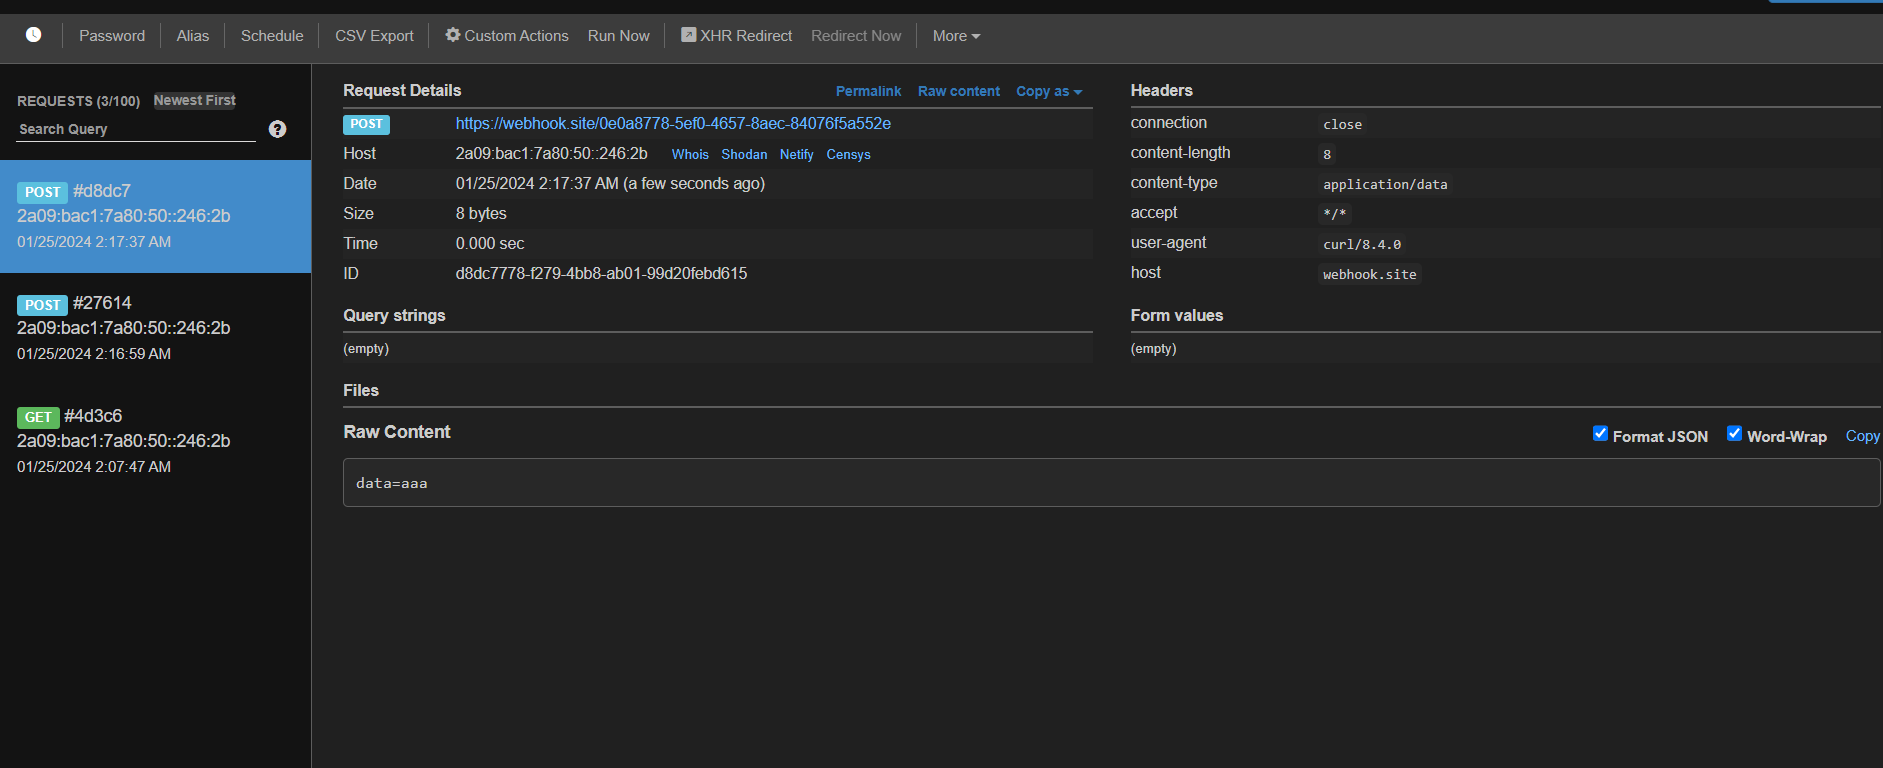 Password Alias Schedule CSV Export Custom Actions Run Now XHR Redirect Redirect Now More
REQUESTS (3/100) Newest First
Search Query ?
POST #d8dc7
2a09:bac1:7a80:50::246:2b
01/25/2024 2:17:37 AM
POST #27614
2a09:bac1:7a80:50::246:2b
01/25/2024 2:16:59 AM
GET #4d3c6
2a09:bac1:7a80:50::246:2b
01/25/2024 2:07:47 AM
Request Details Permalink Raw content Copy as
POST https://webhook.site/0e0a8778-5ef0-4657-8aec-84076f5a552e
Host 2a09:bac1:7a80:50::246:2b Whois Shodan Netify Censys
Date 01/25/2024 2:17:37 AM (a few seconds ago)
Size 8 bytes
Time 0.000 sec
ID d8dc7778-f279-4bb8-ab01-99d20febd615
Headers
connection close
content-length 8
content-type application/data
accept */*
user-agent curl/8.4.0
host webhook.site
Query strings
(empty)
Form values
(empty)
Files
Raw Content Format JSON Word-Wrap Copy
data=aaa